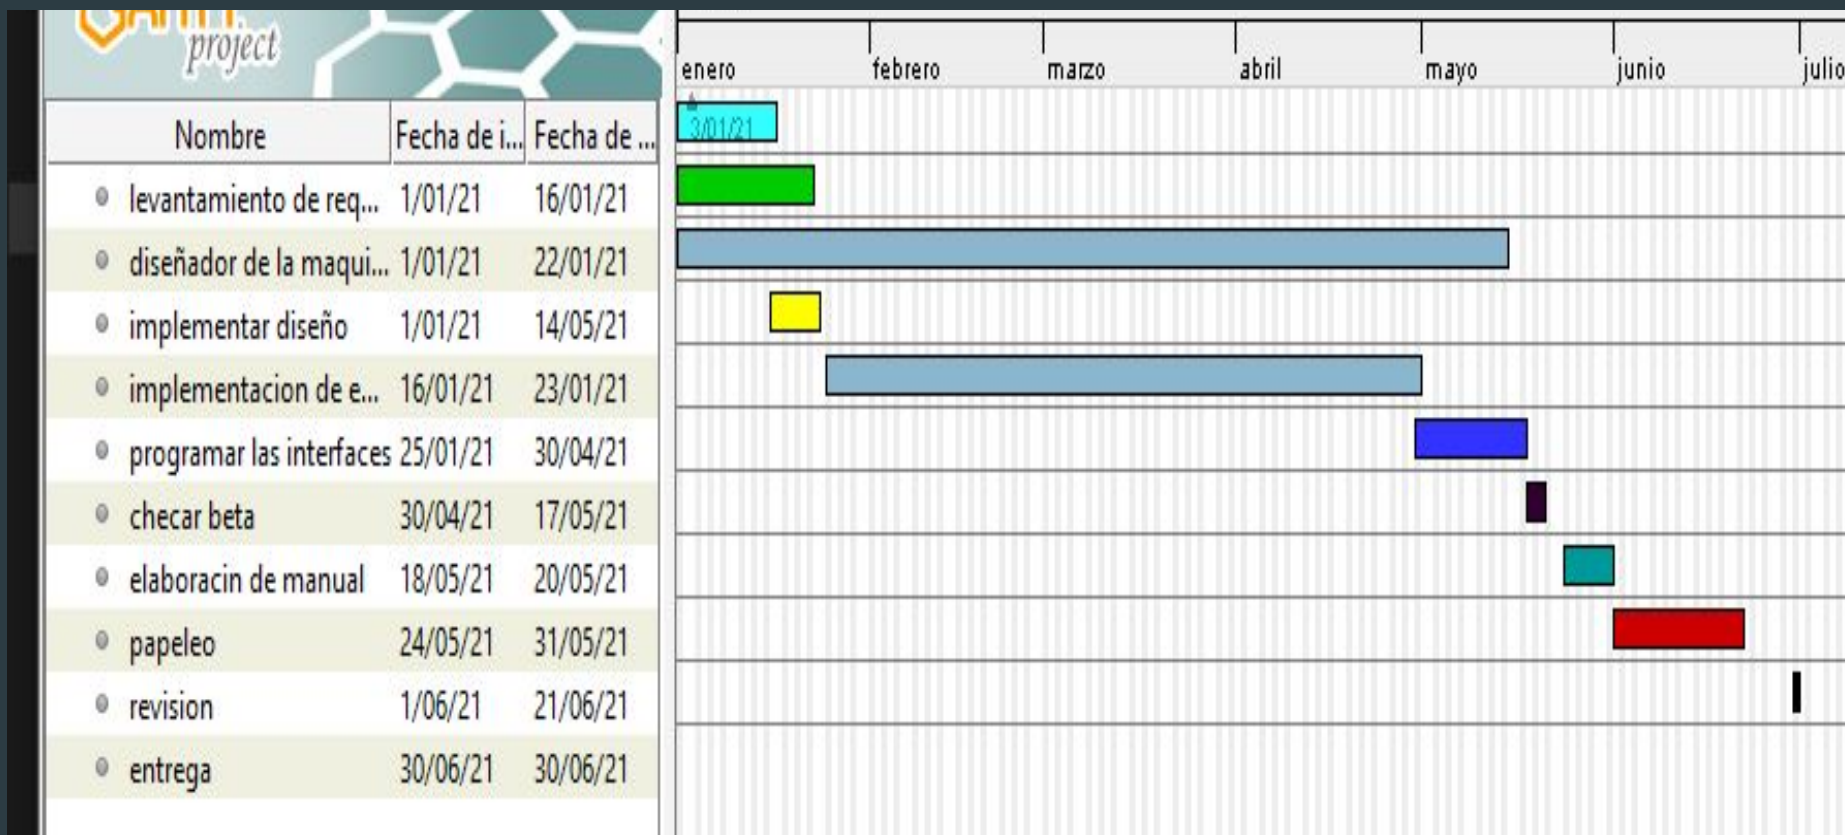 project
enero febrero marzo abril mayo junio julio
Nombre Fecha de i... Fecha de ...
3/01/21
levantamiento de req... 1/01/21 16/01/21
diseñador de la maqui... 1/01/21 22/01/21
implementar diseño 1/01/21 14/05/21
implementacion de e... 16/01/21 23/01/21
programar las interfaces 25/01/21 30/04/21
checar beta 30/04/21 17/05/21
elaboracin de manual 18/05/21 20/05/21
papeleo 24/05/21 31/05/21
revision 1/06/21 21/06/21
entrega 30/06/21 30/06/21